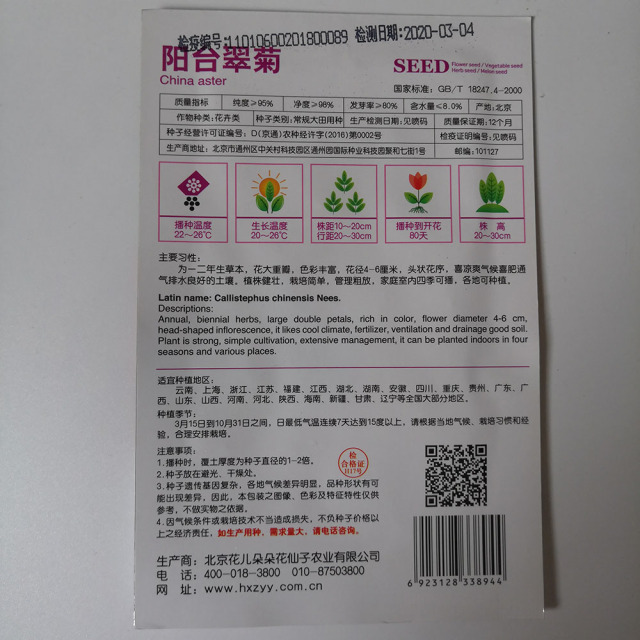 检疫编号:11010600201800089 检测日期:2020-03-04
阳台翠菊
China aster
SEED Flower seed / Vegetable seed
Herb seed / Melon seed
国家标准：GB/T 18247.4-2000
质量指标 纯度≥95% 净度≥98% 发芽率≥80% 含水量≤8.0% 产地:北京
作物种类:花卉类 种子类别:常规大田用种 生产检测日期:见喷码 质量保证期:12个月
种子经营许可证编号：D(京通)农种经许字(2016)第0002号 检疫证明编号:见喷码
生产商地址：北京市通州区中关村科技园区通州园国际种业科技园聚和七街1号 邮编:101127
播种温度 生长温度 株距10~20cm 播种到开花 株 高
22~26℃ 20~26℃ 行距20~30cm 80天 20~30cm
主要习性：
为一二年生草本，花大重瓣，色彩丰富，花径4-6厘米，头状花序，喜凉爽气候喜肥通
气排水良好的土壤。植株健壮，栽培简单，管理粗放，家庭室内四季可播，各地可种植。
Latin name: Callistephus chinensis Nees.
Descriptions:
Annual, biennial herbs, large double petals, rich in color, flower diameter 4-6 cm,
head-shaped inflorescence, it likes cool climate, fertilizer, ventilation and drainage good soil.
Plant is strong, simple cultivation, extensive management, it can be planted indoors in four
seasons and various places.
适宜种植地区：
云南、上海、浙江、江苏、福建、江西、湖北、湖南、安徽、四川、重庆、贵州、广东、广
西、山东、山西、河南、河北、陕西、海南、新疆、甘肃、辽宁等全国大部分地区。
种植季节：
3月15日到10月31日之间，日最低气温连续7天达到15度以上，请根据当地气候、栽培习惯和经
验，合理安排栽培。
注意事项：
1.播种时，覆土厚度为种子直径的1-2倍。
2.种子放在避光、干燥处。
3.种子遗传基因复杂，各地气候差异明显，品种形状有可
能出现差异，因此，本包装之图像、色彩及特征特性仅供
参考，不做实物之依据。
4.因气候条件或栽培技术不当造成损失，不负种子价格以
上之经济责任，如生产用种，需求量大，请电话咨询。
检
合格证
H17号
生产商：北京花儿朵朵花仙子农业有限公司
电 话：400-018-3800 010-87503800
网 址：www.hxzyy.com.cn
6 923128 338944